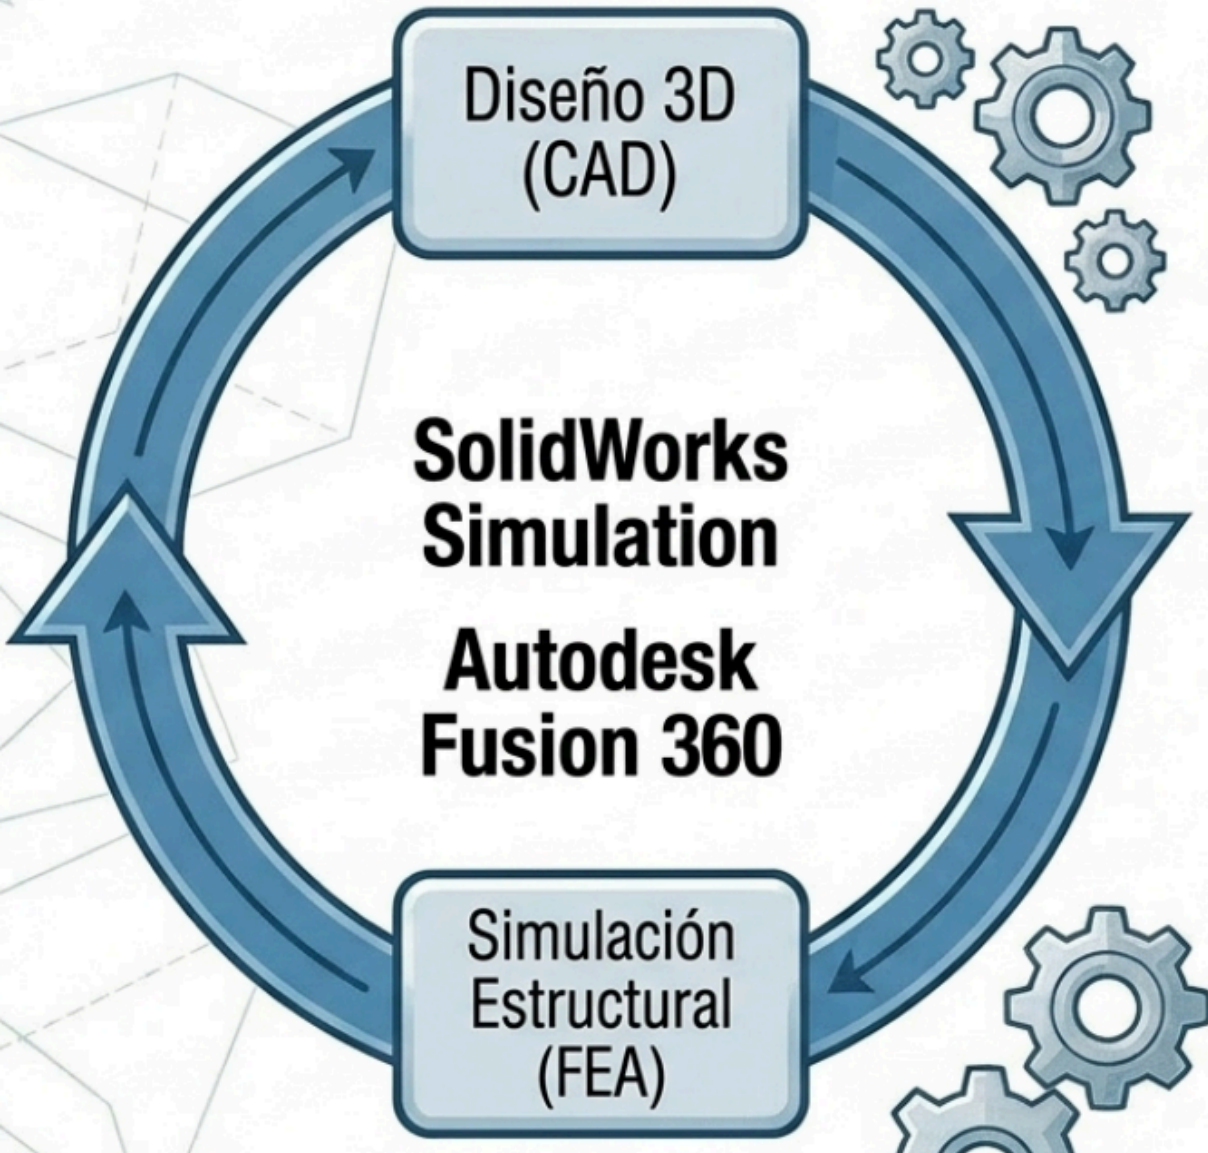 Diseño 3D
(CAD)
SolidWorks
Simulation
Autodesk
Fusion 360
Simulación
Estructural
(FEA)